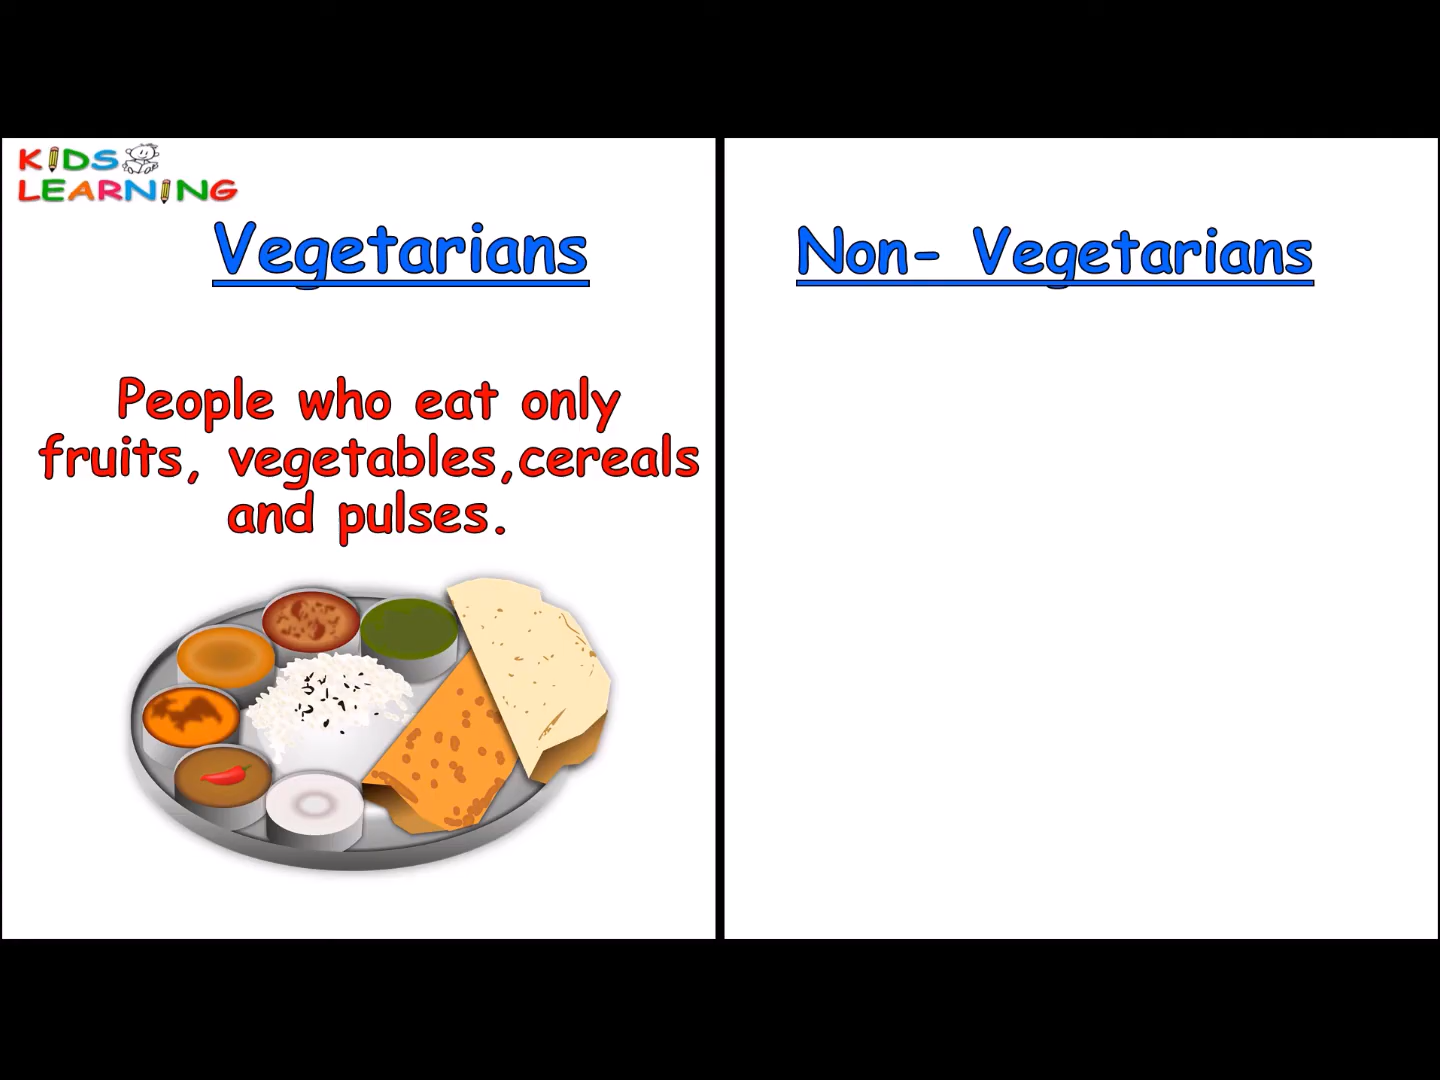 KIDS
LEARNING
Vegetarians
People who eat only
fruits, vegetables,cereals
and pulses.
Non- Vegetarians